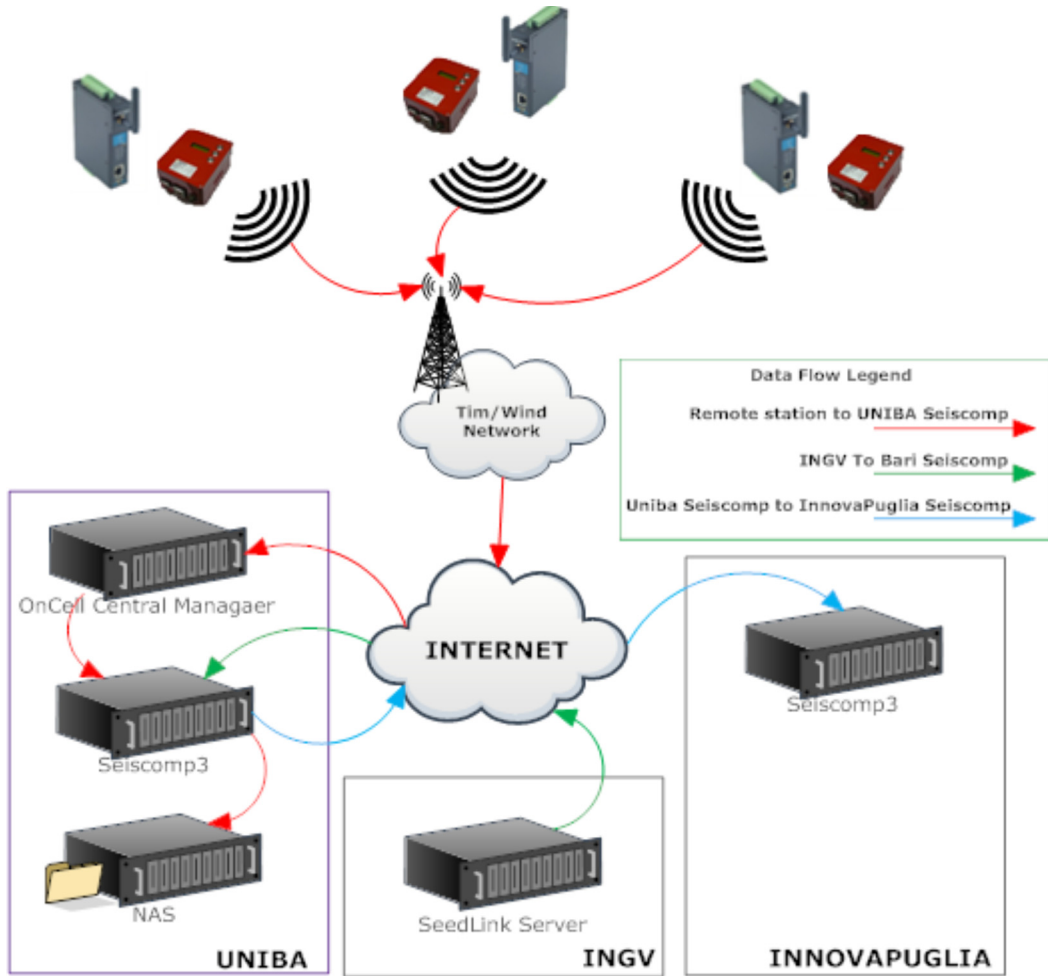 Tim/Wind
Network
Data Flow Legend
Remote station to UNIBA Seiscomp
INGV To Bari Seiscomp
Uniba Seiscomp to InnovaPuglia Seiscomp
OnCell Central Managaer
INTERNET
Seiscomp3
Seiscomp3
NAS
SeedLink Server
UNIBA
INGV
INNOVAPUGLIA